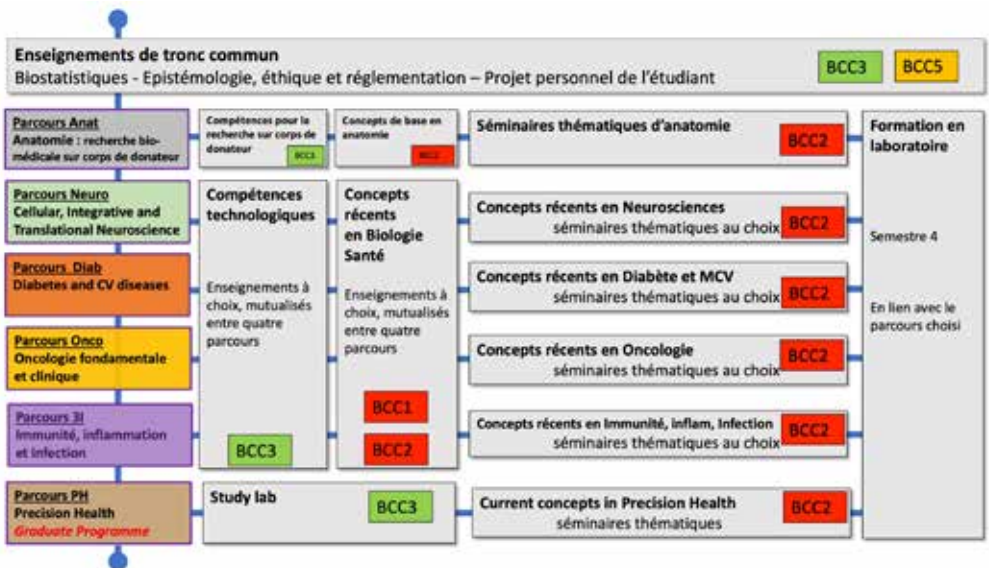 Enseignements de tronc commun
Biostatistiques - Epistémologie, éthique et réglementation – Projet personnel de l'étudiant
BCC3
BCC5
Parcours Anat
Anatomie : recherche bio-
médicale sur corps de donateur
Compétences pour la
recherche sur corps de
donateur
BCC3
Concepts de base en
anatomie
BCC2
Séminaires thématiques d'anatomie
BCC2
Formation en
laboratoire
Semestre 4
En lien avec le
parcours choisi
Parcours Neuro
Cellular, Integrative and
Translational Neuroscience
Compétences
technologiques
Enseignements à
choix, mutualisés
entre quatre
parcours
BCC3
Concepts
récents
en Biologie
Santé
Enseignements à
choix, mutualisés
entre quatre
parcours
BCC1
BCC2
Concepts récents en Neurosciences
séminaires thématiques au choix
BCC2
Parcours Diab
Diabetes and CV diseases
Concepts récents en Diabète et MCV
séminaires thématiques au choix
BCC2
Parcours Onco
Oncologie fondamentale
et clinique
Concepts récents en Oncologie
séminaires thématiques au choix
BCC2
Parcours 3I
Immunité, inflammation
et Infection
Concepts récents en Immunité, inflam, Infection
séminaires thématiques au choix
BCC2
Parcours PH
Precision Health
Graduate Programme
Study lab
BCC3
Current concepts in Precision Health
séminaires thématiques
BCC2